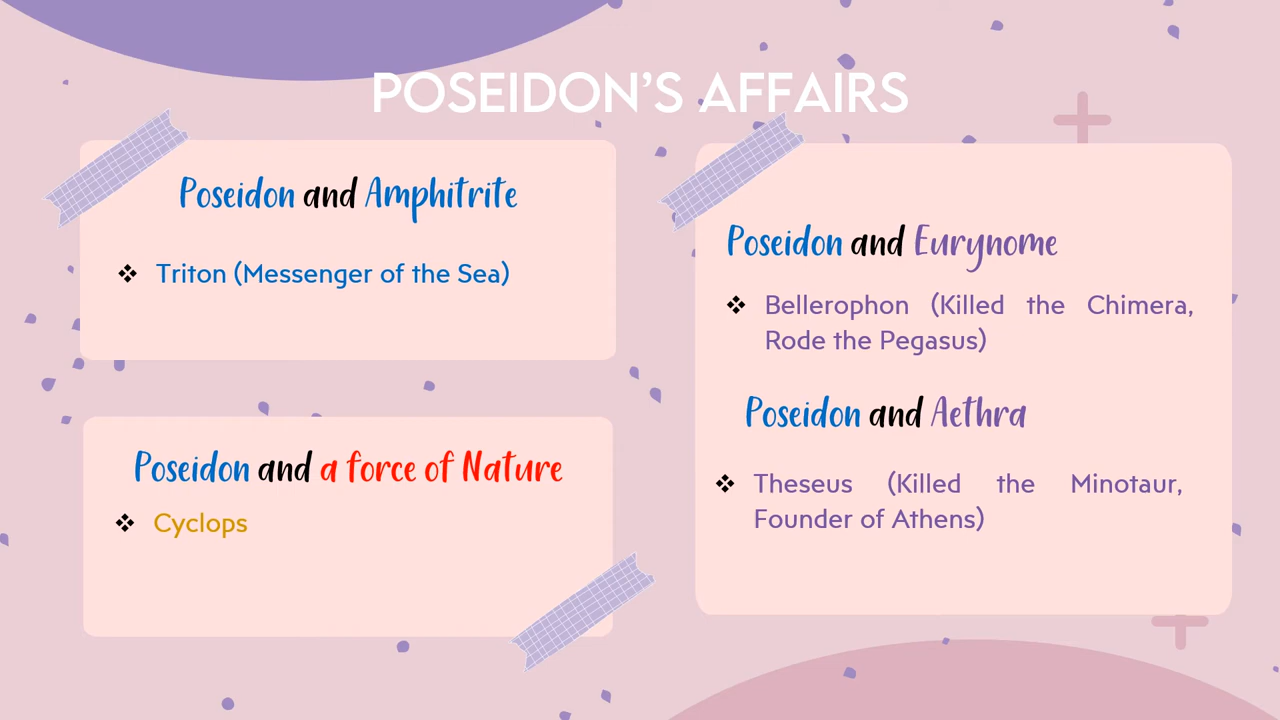 POSEIDON’S AFFAIRS
Poseidon and Amphitrite
❖ Triton (Messenger of the Sea)
Poseidon and a force of Nature
❖ Cyclops
Poseidon and Eurynome
❖ Bellerophon (Killed the Chimera,
Rode the Pegasus)
Poseidon and Aethra
❖ Theseus (Killed the Minotaur,
Founder of Athens)